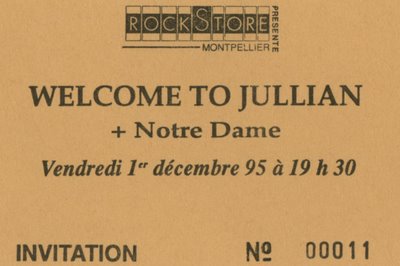 ROCKSTORE
PRESENTE
MONTPELLIER
WELCOME TO JULLIAN
+ Notre Dame
Vendredi 1er décembre 95 à 19 h 30
INVITATION Nº 00011